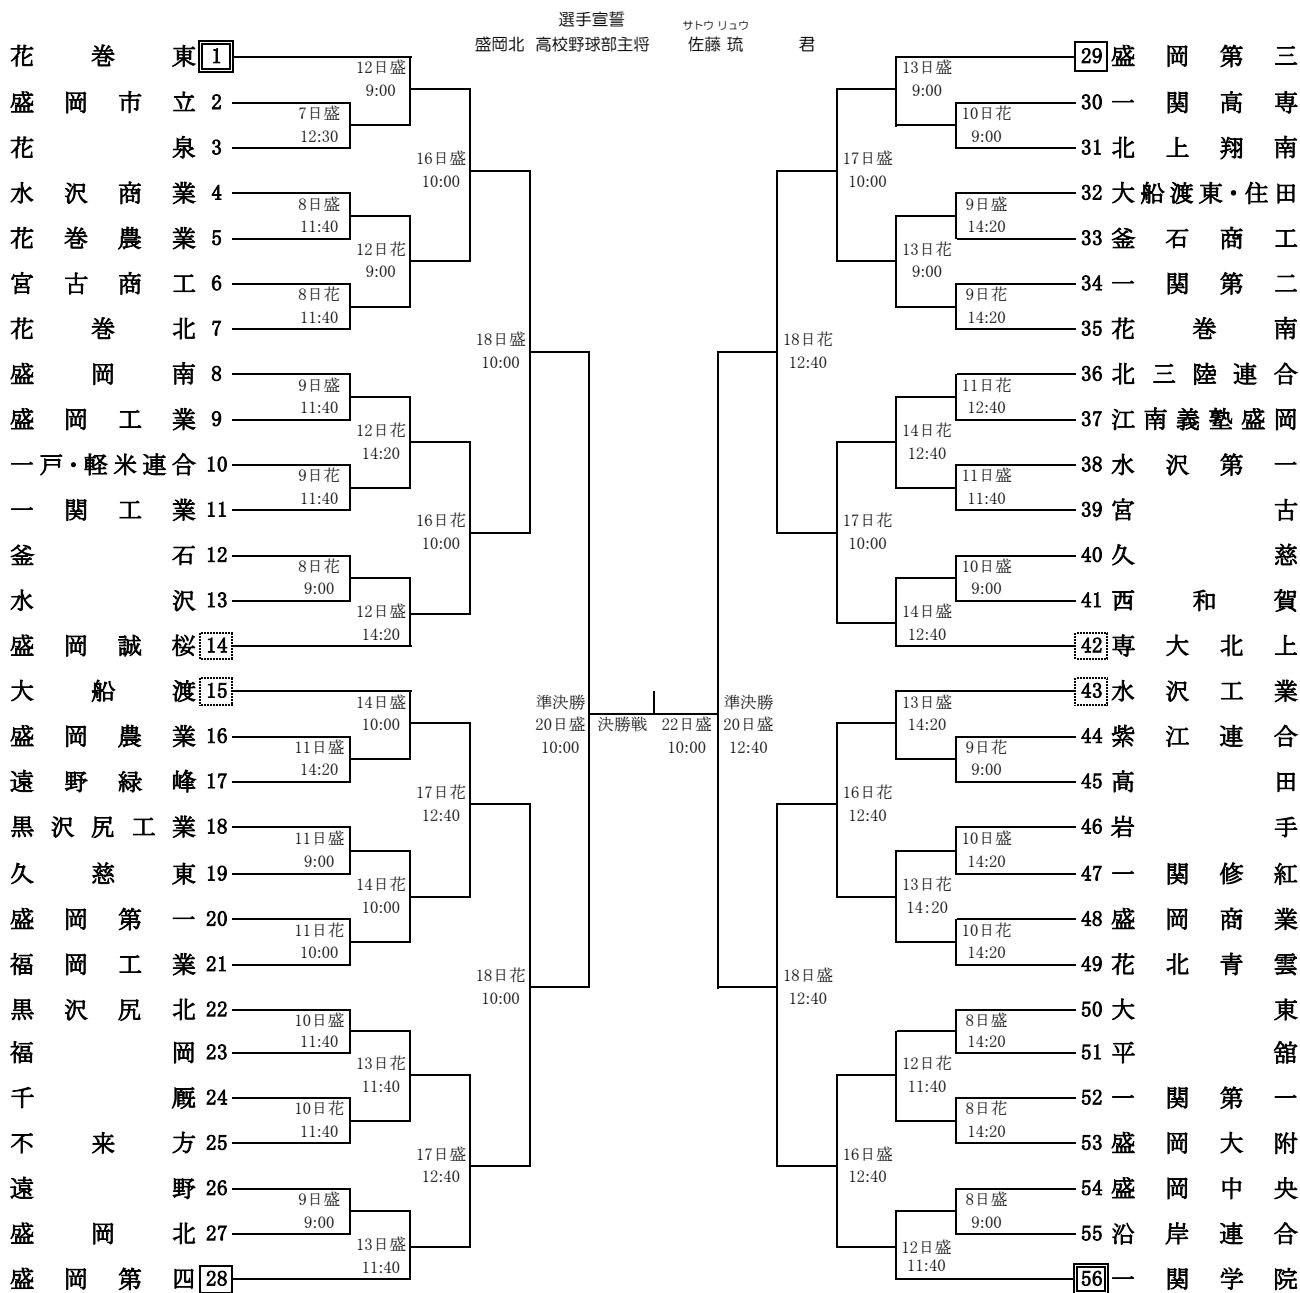 選手宣誓
サトウ リュウ
盛岡北 高校野球部主将 佐藤 琉 君
花巻東 1
盛岡市立 2
花泉 3
水沢商業 4
花巻農業 5
宮古商工 6
花巻北 7
盛岡南 8
盛岡工業 9
一戸・軽米連合 10
一関工業 11
釜石 12
水沢 13
盛岡誠桜 14
大船渡 15
盛岡農業 16
遠野緑峰 17
黒沢尻工業 18
久慈東 19
盛岡第一 20
福岡工業 21
黒沢尻北 22
福岡 23
千厩 24
不来方 25
遠野 26
盛岡北 27
盛岡第四 28
7日盛
12:30
8日盛
11:40
8日花
11:40
9日盛
11:40
9日花
11:40
8日花
9:00
11日盛
14:20
11日盛
9:00
11日花
10:00
10日盛
11:40
10日花
11:40
9日盛
9:00
12日盛
9:00
12日花
9:00
12日花
14:20
12日盛
14:20
14日盛
10:00
14日花
10:00
13日花
11:40
13日盛
11:40
16日盛
10:00
16日花
10:00
17日花
12:40
17日盛
12:40
18日盛
10:00
18日花
10:00
準決勝
20日盛
10:00
決勝戦 22日盛
10:00
準決勝
20日盛
12:40
18日花
12:40
18日盛
12:40
17日盛
10:00
17日花
10:00
16日花
12:40
16日盛
12:40
13日盛
9:00
13日花
9:00
14日花
12:40
14日盛
12:40
13日盛
14:20
13日花
14:20
12日花
11:40
12日盛
11:40
10日花
9:00
9日盛
14:20
9日花
14:20
11日花
12:40
11日盛
11:40
10日盛
9:00
9日花
9:00
10日盛
14:20
10日花
14:20
8日盛
14:20
8日花
14:20
8日盛
9:00
29 盛岡第三
30 一関高専
31 北上翔南
32 大船渡東・住田
33 釜石商工
34 一関第二
35 花巻南
36 北三陸連合
37 江南義塾盛岡
38 水沢第一
39 宮古
40 久慈
41 西和賀
42 専大北上
43 水沢工業
44 紫江連合
45 高田
46 岩手
47 一関修紅
48 盛岡商業
49 花北青雲
50 大東
51 平舘
52 一関第一
53 盛岡大附
54 盛岡中央
55 沿岸連合
56 一関学院